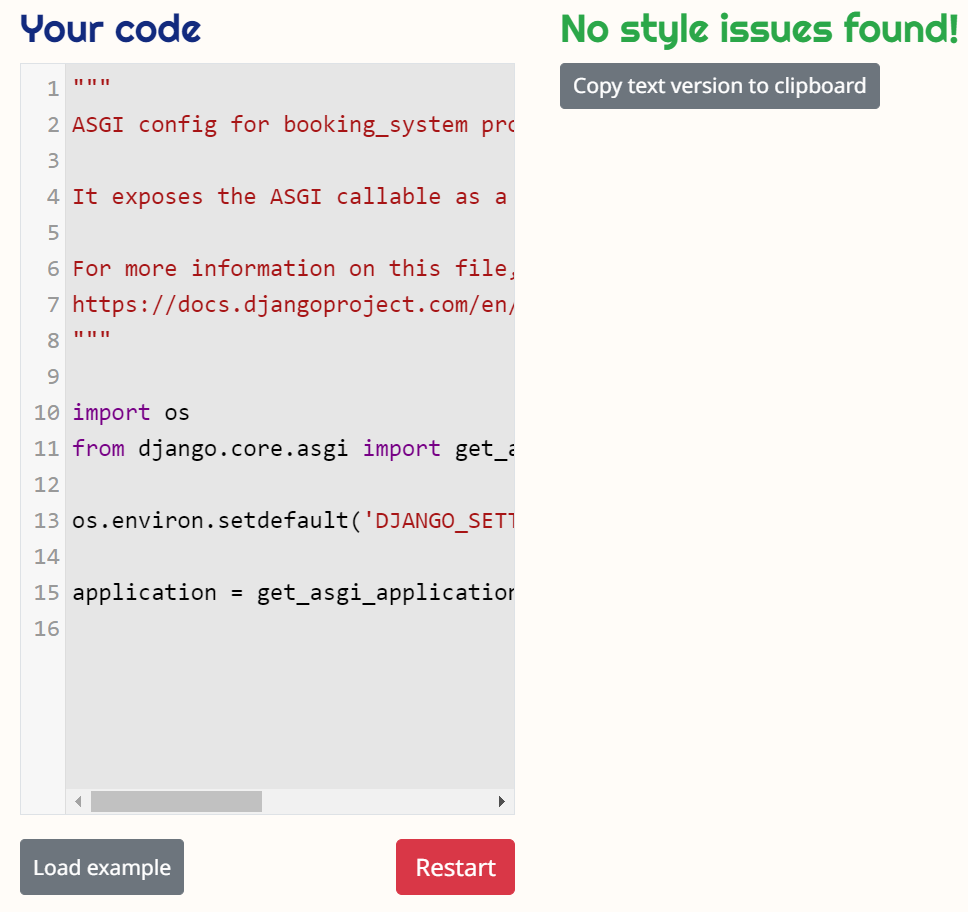 Your code
No style issues found!
Copy text version to clipboard
1 """
2 ASGI config for booking_system
3
4 It exposes the ASGI callable as a
5
6 For more information on this file,
7 https://docs.djangoproject.com/en/
8 """
9
10 import os
11 from django.core.asgi import get_a
12
13 os.environ.setdefault('DJANGO_SETT
14
15 application = get_asgi_application
16
Load example
Restart